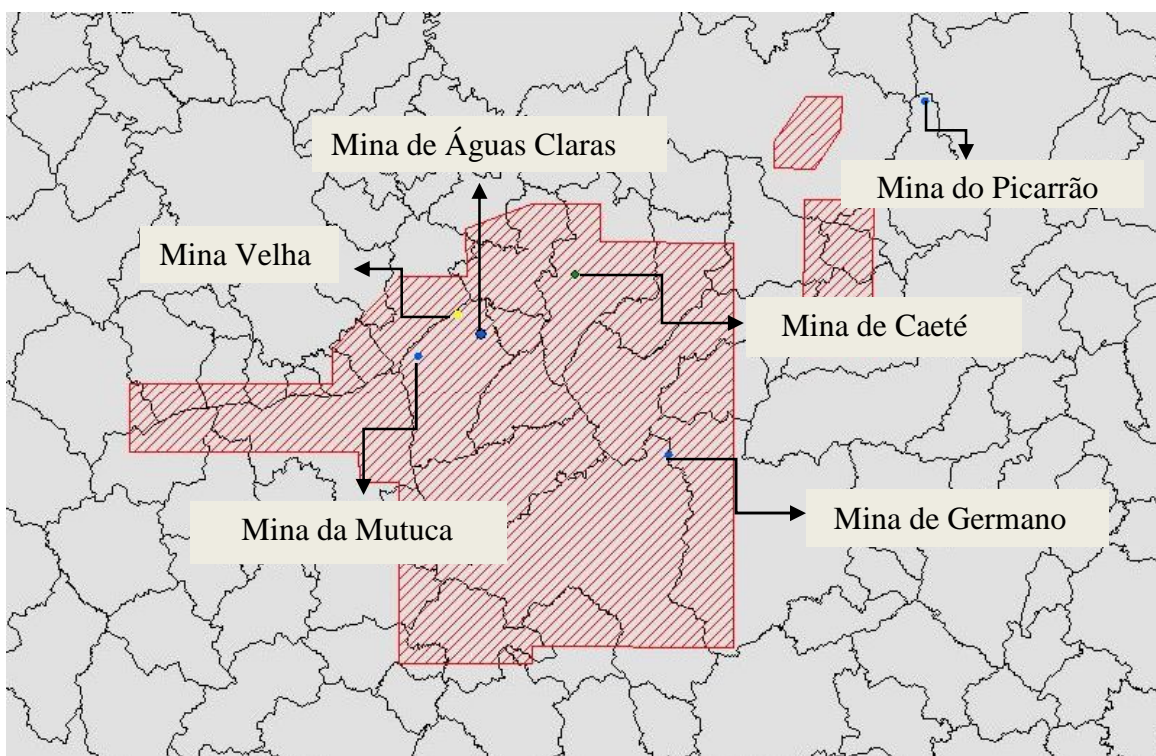 Mina de Águas Claras
Mina do Picarrão
Mina Velha
Mina de Caeté
Mina da Mutuca
Mina de Germano